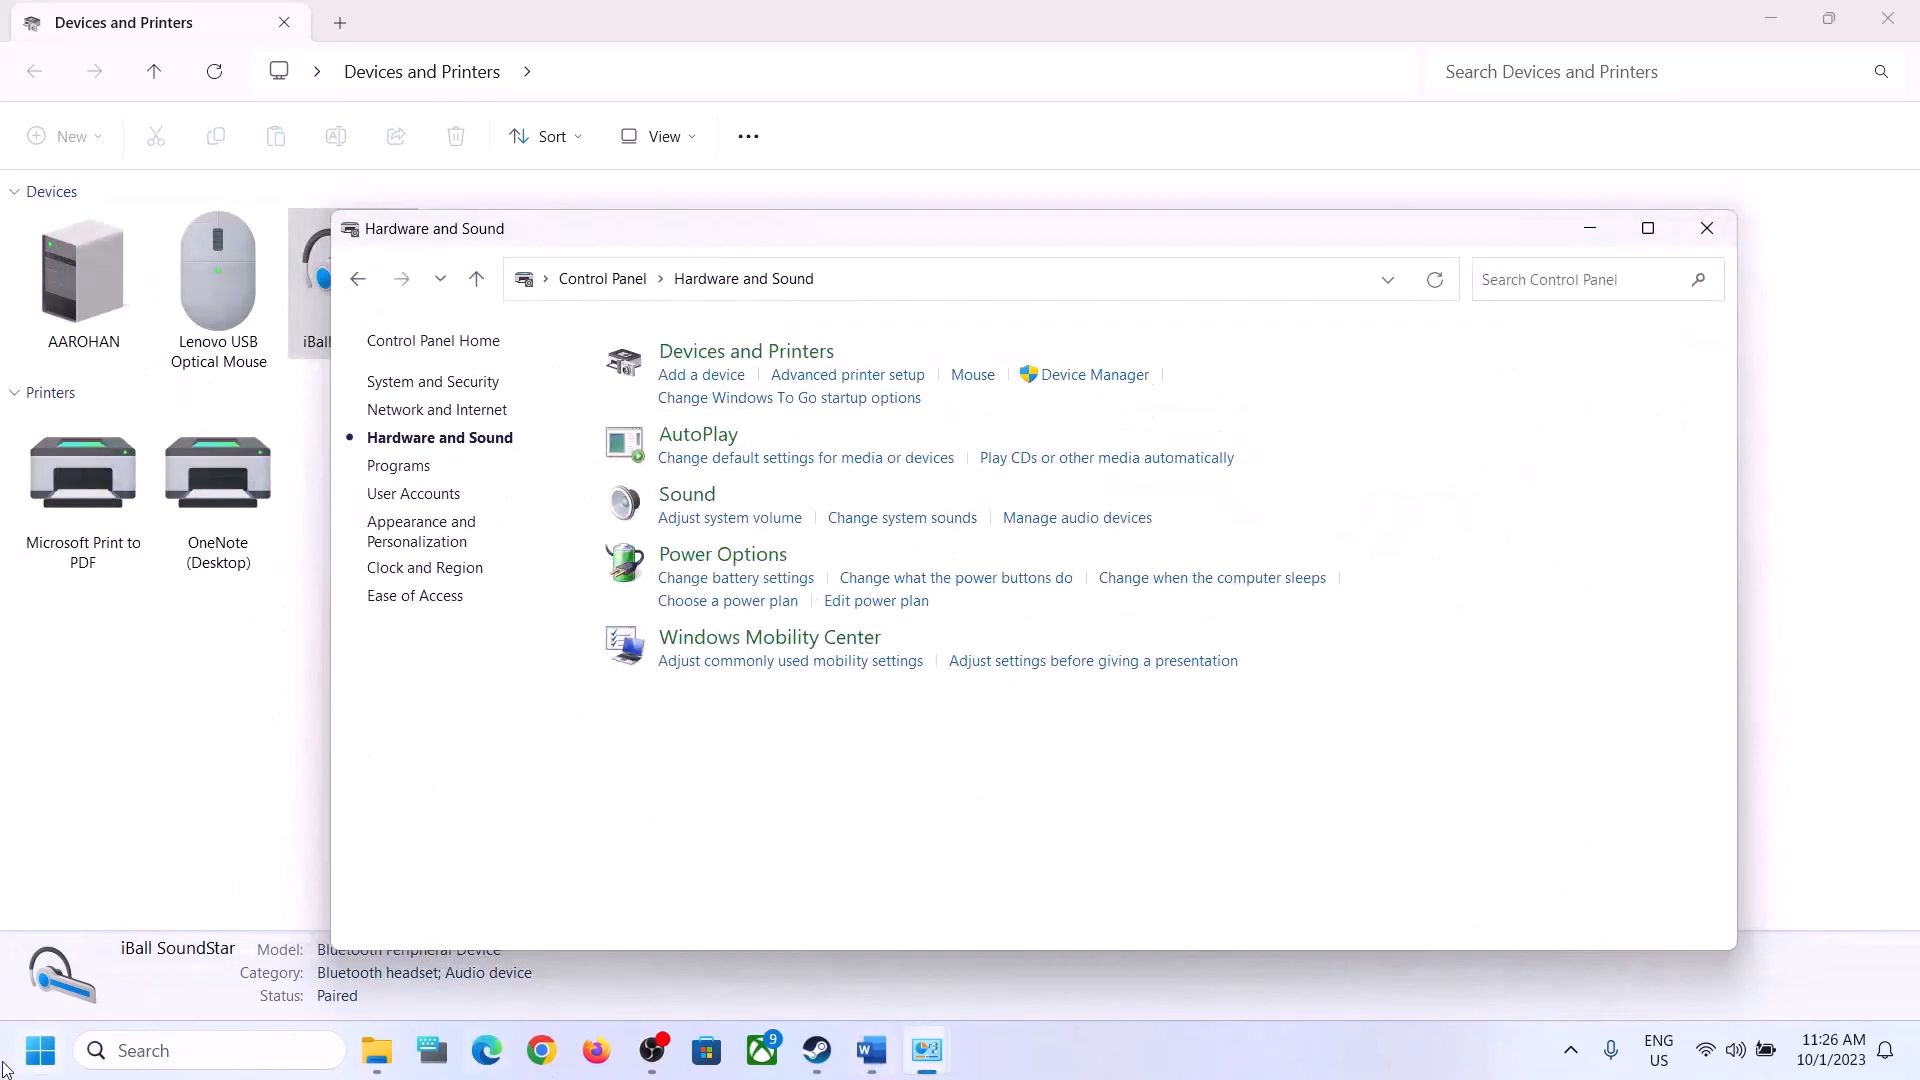 Devices and Printers
Devices and Printers
Search Devices and Printers
New
Sort
View
Devices
AAROHAN
Lenovo USB
Optical Mouse
iBall
Printers
Microsoft Print to
PDF
OneNote
(Desktop)
Hardware and Sound
Control Panel
Hardware and Sound
Search Control Panel
Control Panel Home
System and Security
Network and Internet
Hardware and Sound
Programs
User Accounts
Appearance and
Personalization
Clock and Region
Ease of Access
Devices and Printers
Add a device
Advanced printer setup
Mouse
Device Manager
Change Windows To Go startup options
AutoPlay
Change default settings for media or devices
Play CDs or other media automatically
Sound
Adjust system volume
Change system sounds
Manage audio devices
Power Options
Change battery settings
Change what the power buttons do
Change when the computer sleeps
Choose a power plan
Edit power plan
Windows Mobility Center
Adjust commonly used mobility settings
Adjust settings before giving a presentation
iBall SoundStar
Model: Bluetooth Peripheral Device
Category: Bluetooth headset; Audio device
Status: Paired
Search
9
ENG
US
11:26 AM
10/1/2023